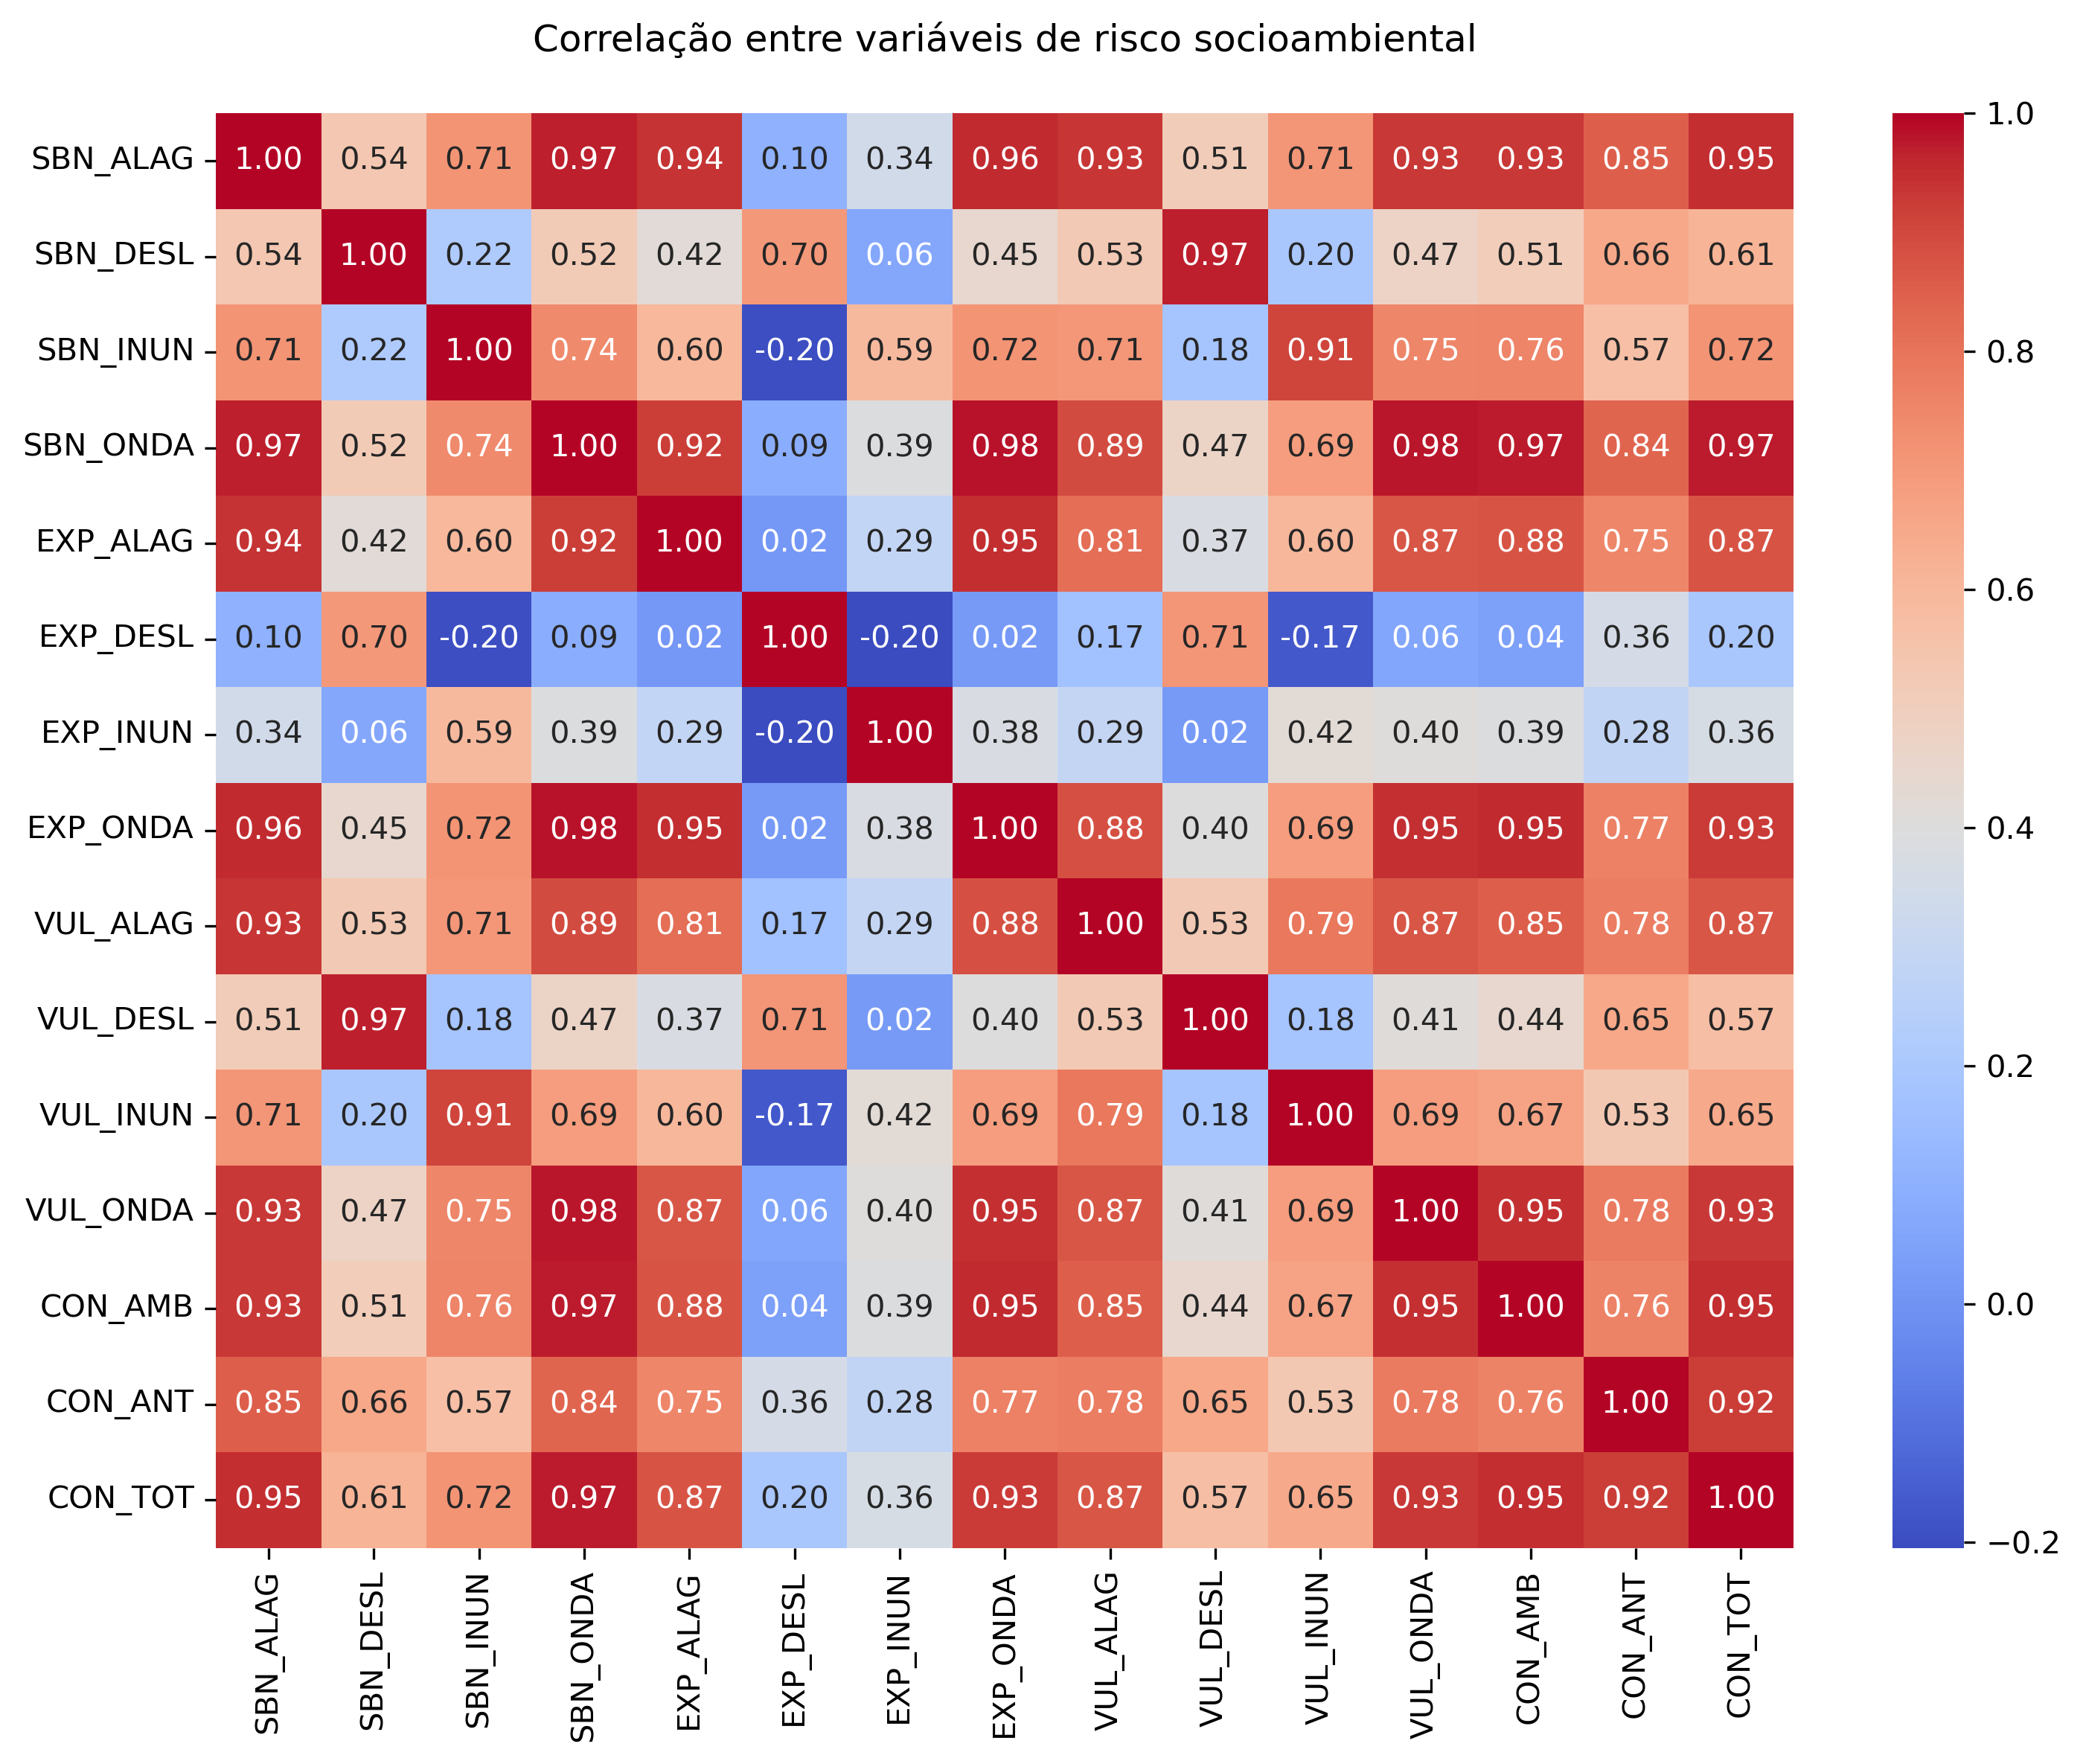 Correlação entre variáveis de risco socioambiental
SBN_ALAG 1.00 0.54 0.71 0.97 0.94 0.10 0.34 0.96 0.93 0.51 0.71 0.93 0.93 0.85 0.95
SBN_DESL 0.54 1.00 0.22 0.52 0.42 0.70 0.06 0.45 0.53 0.97 0.20 0.47 0.51 0.66 0.61
SBN_INUN 0.71 0.22 1.00 0.74 0.60 -0.20 0.59 0.72 0.71 0.18 0.91 0.75 0.76 0.57 0.72
SBN_ONDA 0.97 0.52 0.74 1.00 0.92 0.09 0.39 0.98 0.89 0.47 0.69 0.98 0.97 0.84 0.97
EXP_ALAG 0.94 0.42 0.60 0.92 1.00 0.02 0.29 0.95 0.81 0.37 0.60 0.87 0.88 0.75 0.87
EXP_DESL 0.10 0.70 -0.20 0.09 0.02 1.00 -0.20 0.02 0.17 0.71 -0.17 0.06 0.04 0.36 0.20
EXP_INUN 0.34 0.06 0.59 0.39 0.29 -0.20 1.00 0.38 0.29 0.02 0.42 0.40 0.39 0.28 0.36
EXP_ONDA 0.96 0.45 0.72 0.98 0.95 0.02 0.38 1.00 0.88 0.40 0.69 0.95 0.95 0.77 0.93
VUL_ALAG 0.93 0.53 0.71 0.89 0.81 0.17 0.29 0.88 1.00 0.53 0.79 0.87 0.85 0.78 0.87
VUL_DESL 0.51 0.97 0.18 0.47 0.37 0.71 0.02 0.40 0.53 1.00 0.18 0.41 0.44 0.65 0.57
VUL_INUN 0.71 0.20 0.91 0.69 0.60 -0.17 0.42 0.69 0.79 0.18 1.00 0.69 0.67 0.53 0.65
VUL_ONDA 0.93 0.47 0.75 0.98 0.87 0.06 0.40 0.95 0.87 0.41 0.69 1.00 0.95 0.78 0.93
CON_AMB 0.93 0.51 0.76 0.97 0.88 0.04 0.39 0.95 0.85 0.44 0.67 0.95 1.00 0.76 0.95
CON_ANT 0.85 0.66 0.57 0.84 0.75 0.36 0.28 0.77 0.78 0.65 0.53 0.78 0.76 1.00 0.92
CON_TOT 0.95 0.61 0.72 0.97 0.87 0.20 0.36 0.93 0.87 0.57 0.65 0.93 0.95 0.92 1.00
SBN_ALAG SBN_DESL SBN_INUN SBN_ONDA EXP_ALAG EXP_DESL EXP_INUN EXP_ONDA VUL_ALAG VUL_DESL VUL_INUN VUL_ONDA CON_AMB CON_ANT CON_TOT
1.0
0.8
0.6
0.4
0.2
0.0
−0.2